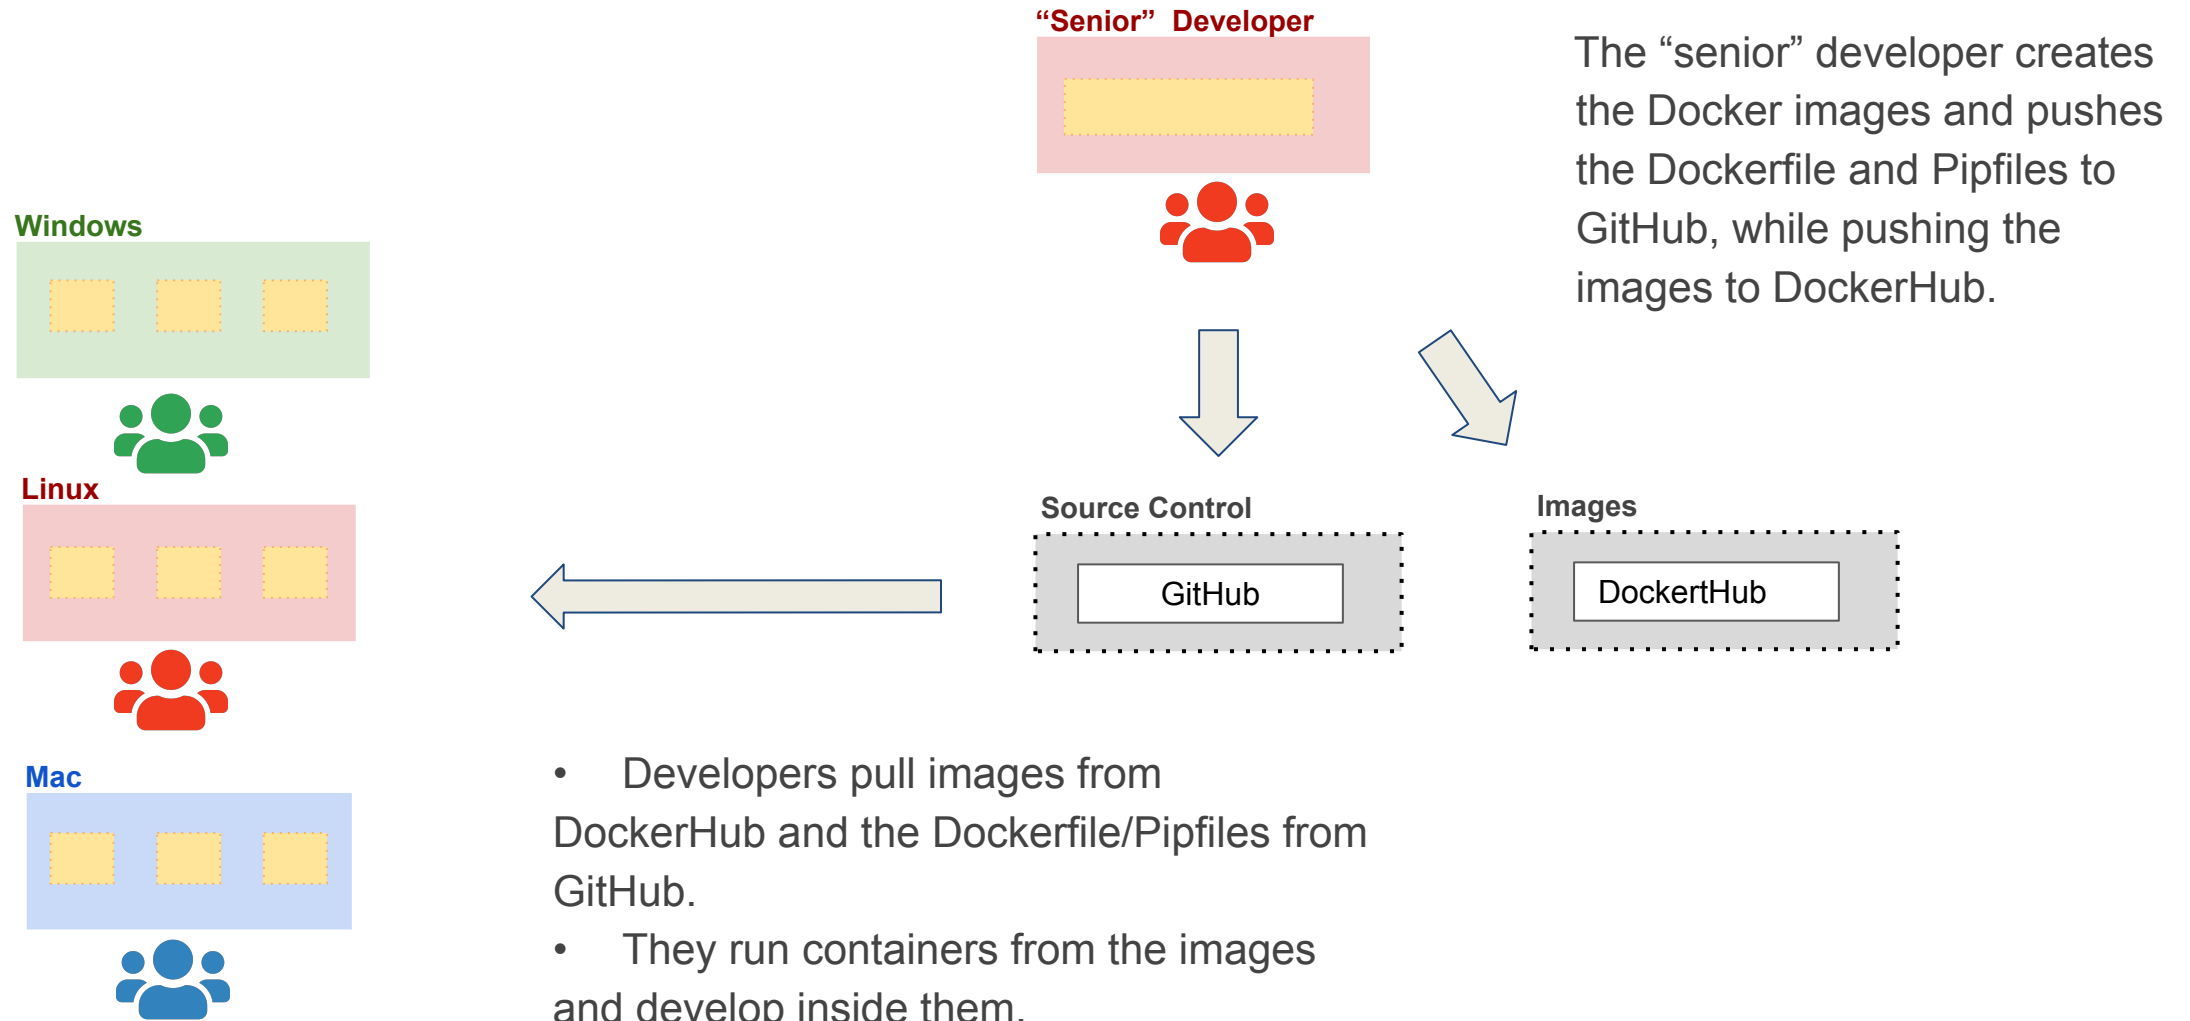 “Senior” Developer
The “senior” developer creates
the Docker images and pushes
the Dockerfile and Pipfiles to
GitHub, while pushing the
images to DockerHub.
Windows
Linux
Mac
Source Control
GitHub
Images
DockertHub
• Developers pull images from
DockerHub and the Dockerfile/Pipfiles from
GitHub.
• They run containers from the images
and develop inside them.